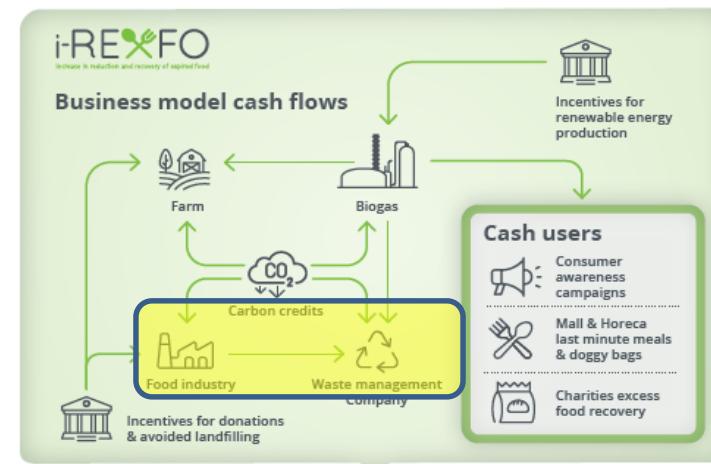 i-REXFO
Increase in reduction and recovery of expired food
Business model cash flows
Incentives for
renewable energy
production
Farm
Biogas
Cash users
Consumer
awareness
campaigns
CO2
Carbon credits
Mall & Horeca
last minute meals
& doggy bags
Food industry
Waste management
Company
Charities excess
food recovery
Incentives for donations
& avoided landfilling